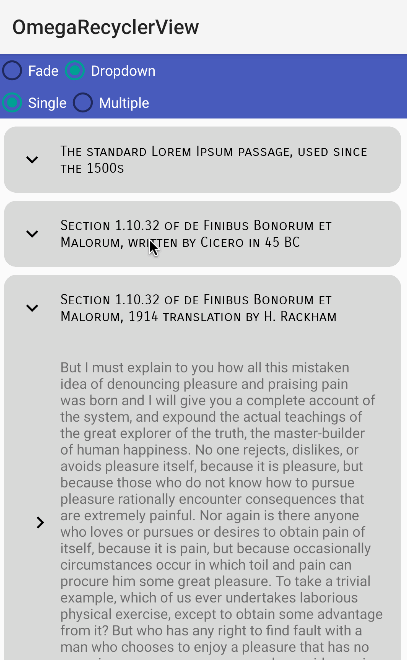 OmegaRecyclerView
Fade Dropdown
Single Multiple
The standard Lorem Ipsum passage, used since
the 1500s
Section 1.10.32 of de Finibus Bonorum et
Malorum, written by Cicero in 45 BC
Section 1.10.32 of de Finibus Bonorum et
Malorum, 1914 translation by H. Rackham
But I must explain to you how all this mistaken
idea of denouncing pleasure and praising pain
was born and I will give you a complete account of
the system, and expound the actual teachings of
the great explorer of the truth, the master-builder
of human happiness. No one rejects, dislikes, or
avoids pleasure itself, because it is pleasure, but
because those who do not know how to pursue
pleasure rationally encounter consequences that
are extremely painful. Nor again is there anyone
who loves or pursues or desires to obtain pain of
itself, because it is pain, but because occasionally
circumstances occur in which toil and pain can
procure him some great pleasure. To take a trivial
example, which of us ever undertakes laborious
physical exercise, except to obtain some advantage
from it? But who has any right to find fault with a
man who chooses to enjoy a pleasure that has no